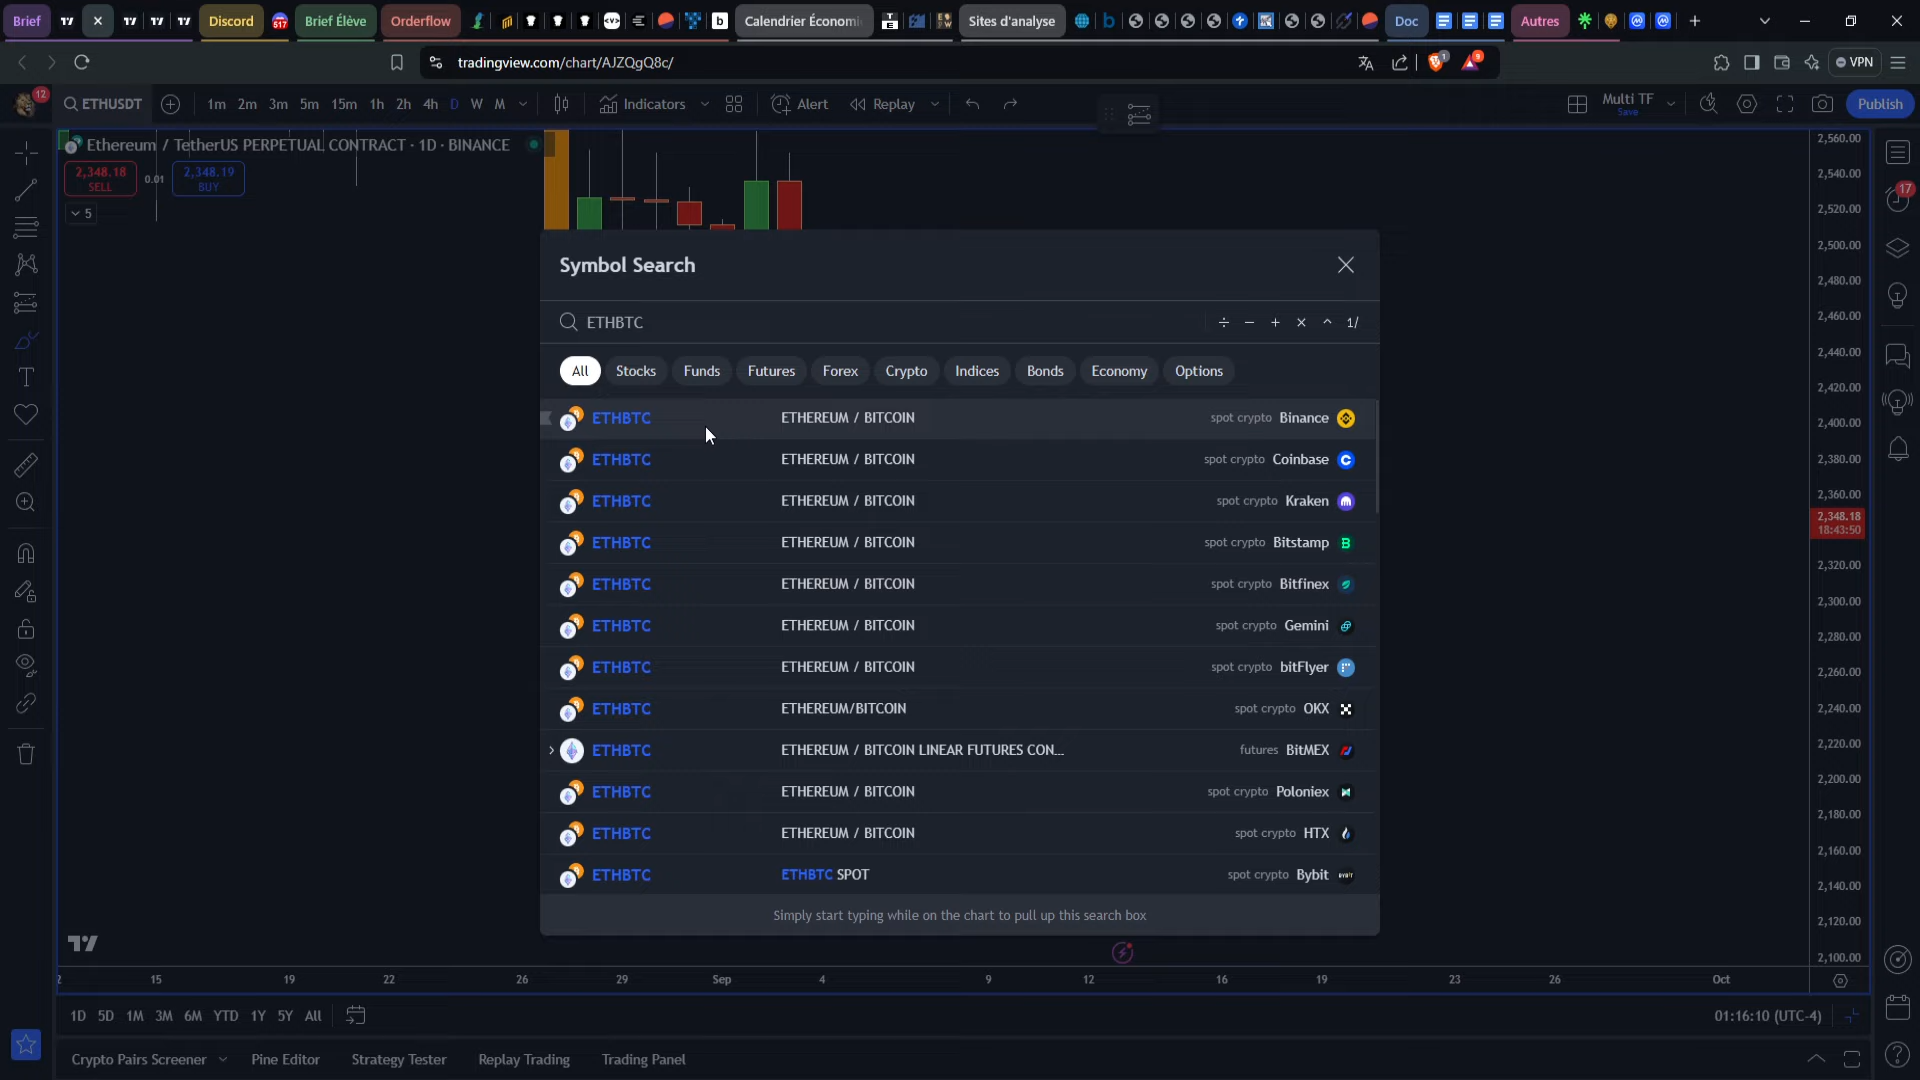 Brief
Discord
617
Brief Élève
Orderflow
b
Calendrier Économi
Sites d'analyse
Doc
Autres
tradingview.com/chart/AJZQgQ8c/
1
9
VPN
12
ETHUSDT
1m 2m 3m 5m 15m 1h 2h 4h D W M
Indicators
Alert
Replay
Multi TF
Save
Publish
Ethereum / TetherUS PERPETUAL CONTRACT · 1D · BINANCE
2,348.18
SELL
0.01
2,348.19
BUY
5
Symbol Search
ETHBTC
÷ − + × ^ 1/
All Stocks Funds Futures Forex Crypto Indices Bonds Economy Options
ETHBTC ETHEREUM / BITCOIN spot crypto Binance
ETHBTC ETHEREUM / BITCOIN spot crypto Coinbase
ETHBTC ETHEREUM / BITCOIN spot crypto Kraken
ETHBTC ETHEREUM / BITCOIN spot crypto Bitstamp
ETHBTC ETHEREUM / BITCOIN spot crypto Bitfinex
ETHBTC ETHEREUM / BITCOIN spot crypto Gemini
ETHBTC ETHEREUM / BITCOIN spot crypto bitFlyer
ETHBTC ETHEREUM/BITCOIN spot crypto OKX
ETHBTC ETHEREUM / BITCOIN LINEAR FUTURES CON... futures BitMEX
ETHBTC ETHEREUM / BITCOIN spot crypto Poloniex
ETHBTC ETHEREUM / BITCOIN spot crypto HTX
ETHBTC ETHBTC SPOT spot crypto Bybit
Simply start typing while on the chart to pull up this search box
2,560.00
2,540.00
2,520.00
2,500.00
2,480.00
2,460.00
2,440.00
2,420.00
2,400.00
2,380.00
2,360.00
2,348.18
18:43:50
2,320.00
2,300.00
2,280.00
2,260.00
2,240.00
2,220.00
2,200.00
2,180.00
2,160.00
2,140.00
2,120.00
2,100.00
17
2 15 19 22 26 29 Sep 4 9 12 16 19 23 26 Oct
1D 5D 1M 3M 6M YTD 1Y 5Y All
01:16:10 (UTC-4)
Crypto Pairs Screener Pine Editor Strategy Tester Replay Trading Trading Panel